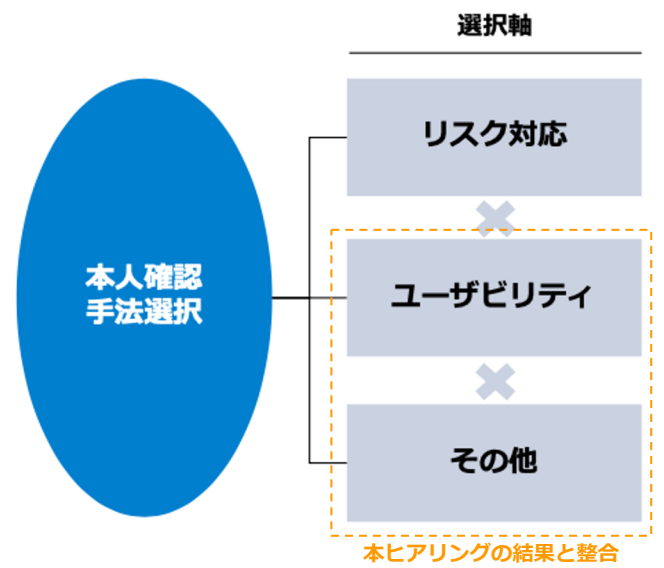 選択軸
本人確認
手法選択
リスク対応
ユーザビリティ
その他
本ヒアリングの結果と整合